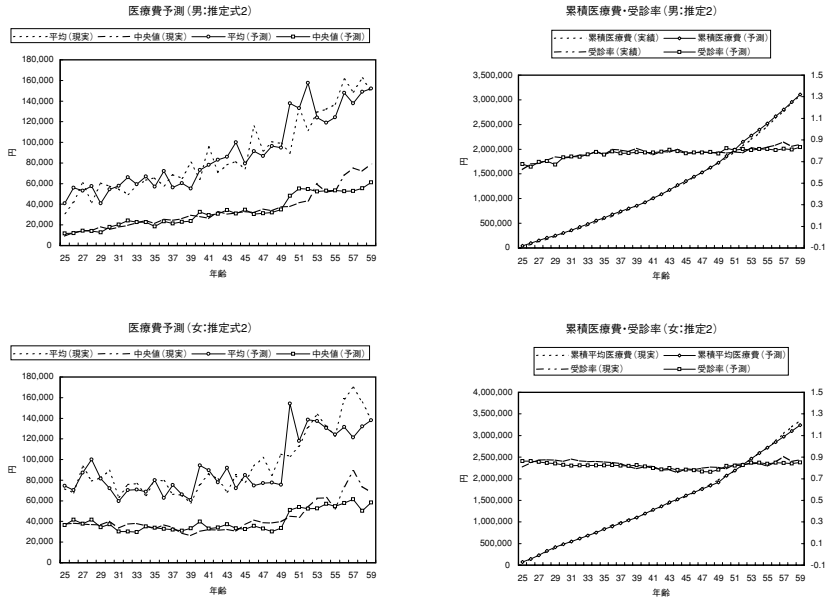 医療費予測(男:推定式2)
平均(現実) 中央値(現実) 平均(予測) 中央値(予測)
180,000
160,000
140,000
120,000
100,000
80,000
60,000
40,000
20,000
0
円
25 27 29 31 33 35 37 39 41 43 45 47 49 51 53 55 57 59
年齢
累積医療費・受診率(男:推定2)
累積医療費(実績) 累積医療費(予測)
受診率(実績) 受診率(予測)
3,500,000
3,000,000
2,500,000
2,000,000
1,500,000
1,000,000
500,000
0
円
1.5
1.3
1.1
0.9
0.7
0.5
0.3
0.1
-0.1
25 27 29 31 33 35 37 39 41 43 45 47 49 51 53 55 57 59
年齢
医療費予測(女:推定式2)
平均(現実) 中央値(現実) 平均(予測) 中央値(予測)
180,000
160,000
140,000
120,000
100,000
80,000
60,000
40,000
20,000
0
円
25 27 29 31 33 35 37 39 41 43 45 47 49 51 53 55 57 59
年齢
累積医療費・受診率(女:推定2)
累積平均医療費(現実) 累積平均医療費(予測)
受診率(現実) 受診率(予測)
4,000,000
3,500,000
3,000,000
2,500,000
2,000,000
1,500,000
1,000,000
500,000
0
円
1.5
1.3
1.1
0.9
0.7
0.5
0.3
0.1
-0.1
25 27 29 31 33 35 37 39 41 43 45 47 49 51 53 55 57 59
年齢